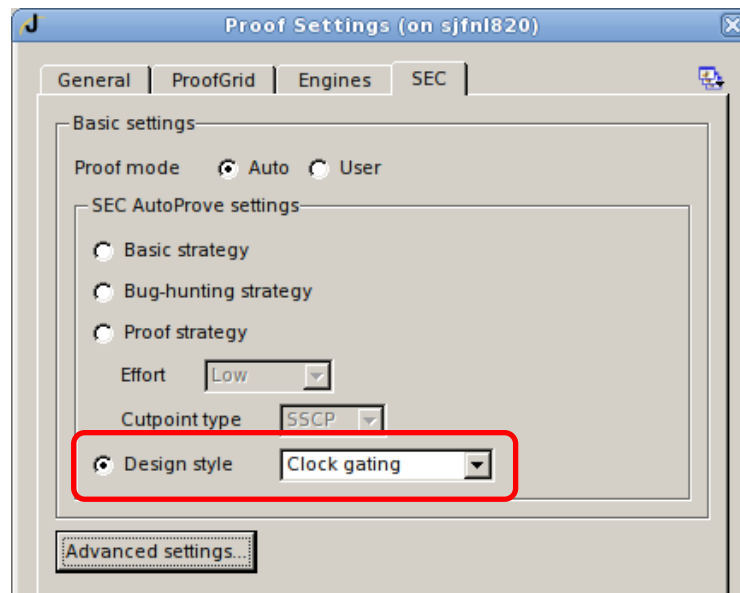 Proof Settings (on sjfnl820)
General ProofGrid Engines SEC
Basic settings
Proof mode Auto User
SEC AutoProve settings
Basic strategy
Bug-hunting strategy
Proof strategy
Effort Low
Cutpoint type SSCP
Design style Clock gating
Advanced settings...